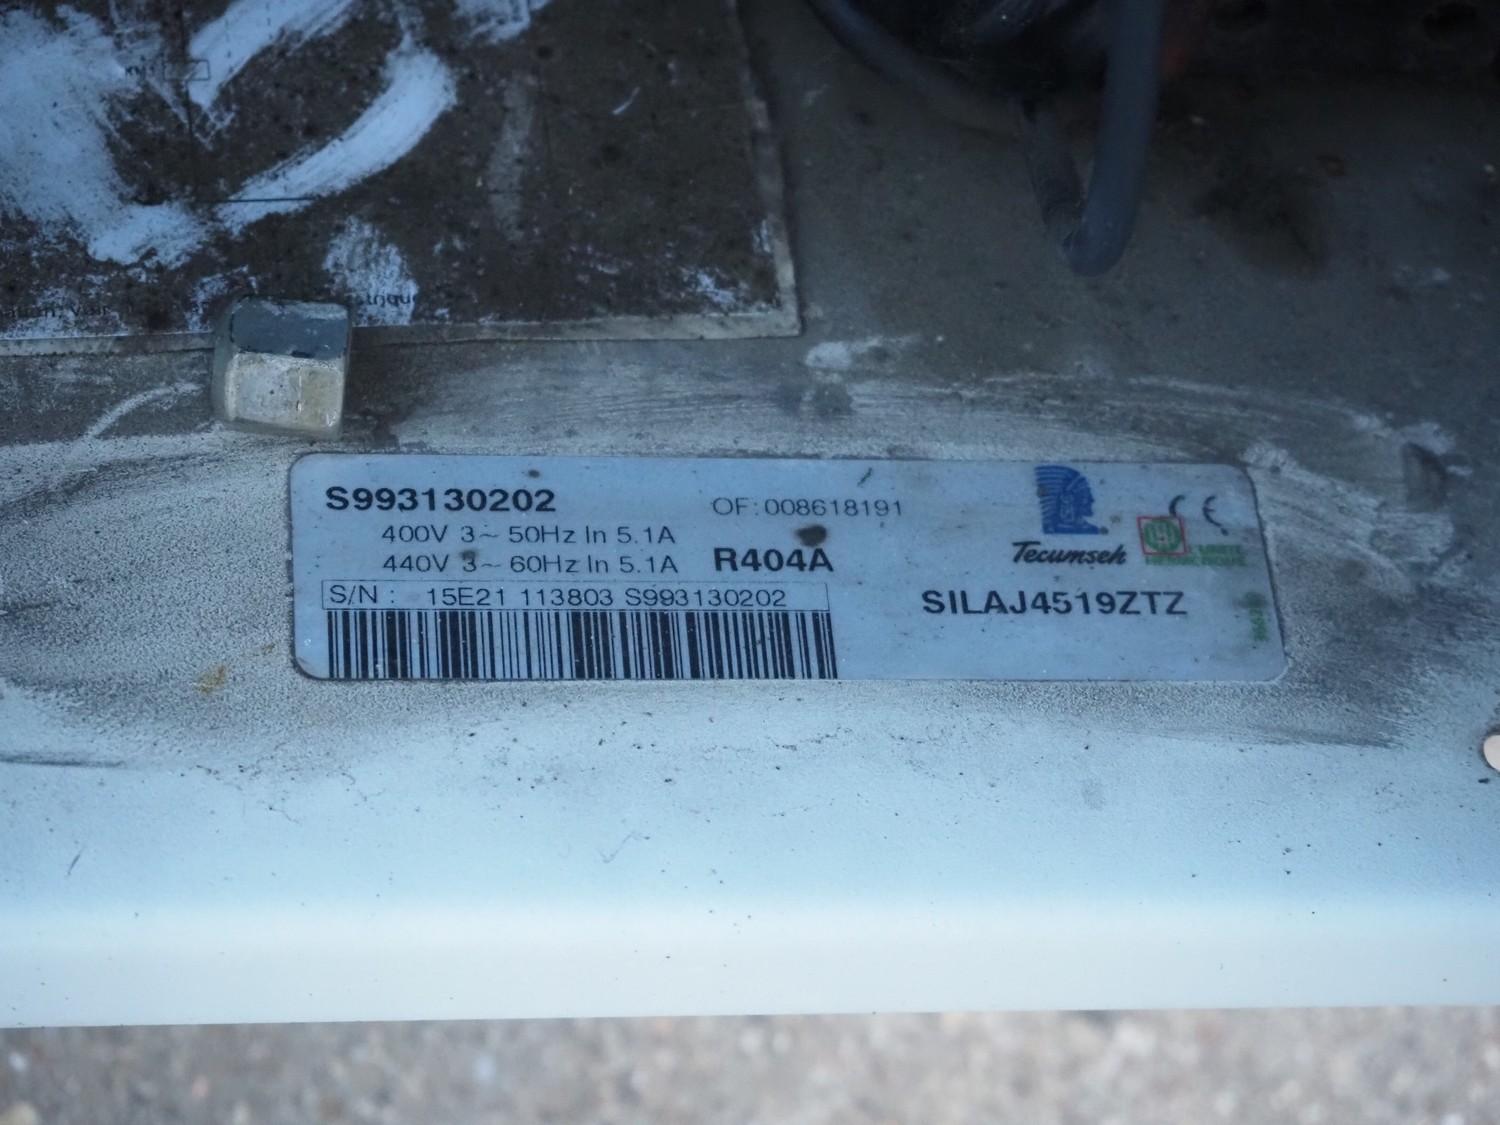 S993130202
OF:008618191
400V 3~ 50Hz In 5.1A
440V 3~ 60Hz In 5.1A
R404A
S/N : 15E21 113803 S993130202
CE
Tecumseh
SILAJ4519ZTZ